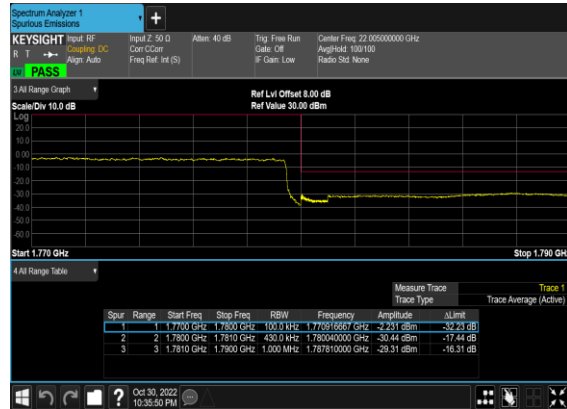 Spectrum Analyzer 1
Spurious Emissions
+
KEYSIGHT Input: RF Input Z: 50 Ω Atten: 40 dB Trig: Free Run Center Freq: 22.005000000 GHz
R T Coupling: DC Corr CCorr Gate: Off Avg|Hold: 100/100
Align: Auto Freq Ref: Int (S) IF Gain: Low Radio Std: None
PASS
3 All Range Graph
Ref Lvl Offset 8.00 dB
Scale/Div 10.0 dB Ref Value 30.00 dBm
Log
20.0
10.0
0.00
-10.0
-20.0
-30.0
-40.0
-50.0
-60.0
Start 1.770 GHz Stop 1.790 GH
4 All Range Table
Measure Trace Trace 1
Trace Type Trace Average (Active)
Spur Range Start Freq Stop Freq RBW Frequency Amplitude ΔLimit
1 1 1.7700 GHz 1.7800 GHz 100.0 kHz 1.770916667 GHz -2.231 dBm -32.23 dB
2 2 1.7800 GHz 1.7810 GHz 430.0 kHz 1.780040000 GHz -30.44 dBm -17.44 dB
3 3 1.7810 GHz 1.7900 GHz 1.000 MHz 1.787810000 GHz -29.31 dBm -16.31 dB
? Oct 30, 2022
10:35:50 PM